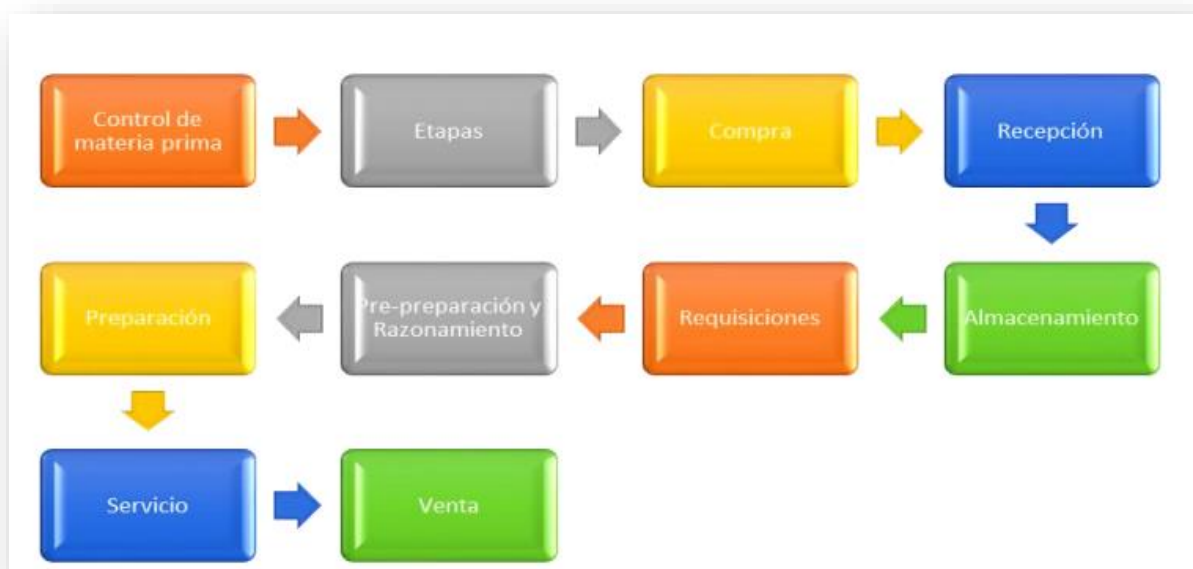 Control de
materia prima
Etapas
Compra
Recepción
Almacenamiento
Requisiciones
Pre-preparación y
Razonamiento
Preparación
Servicio
Venta